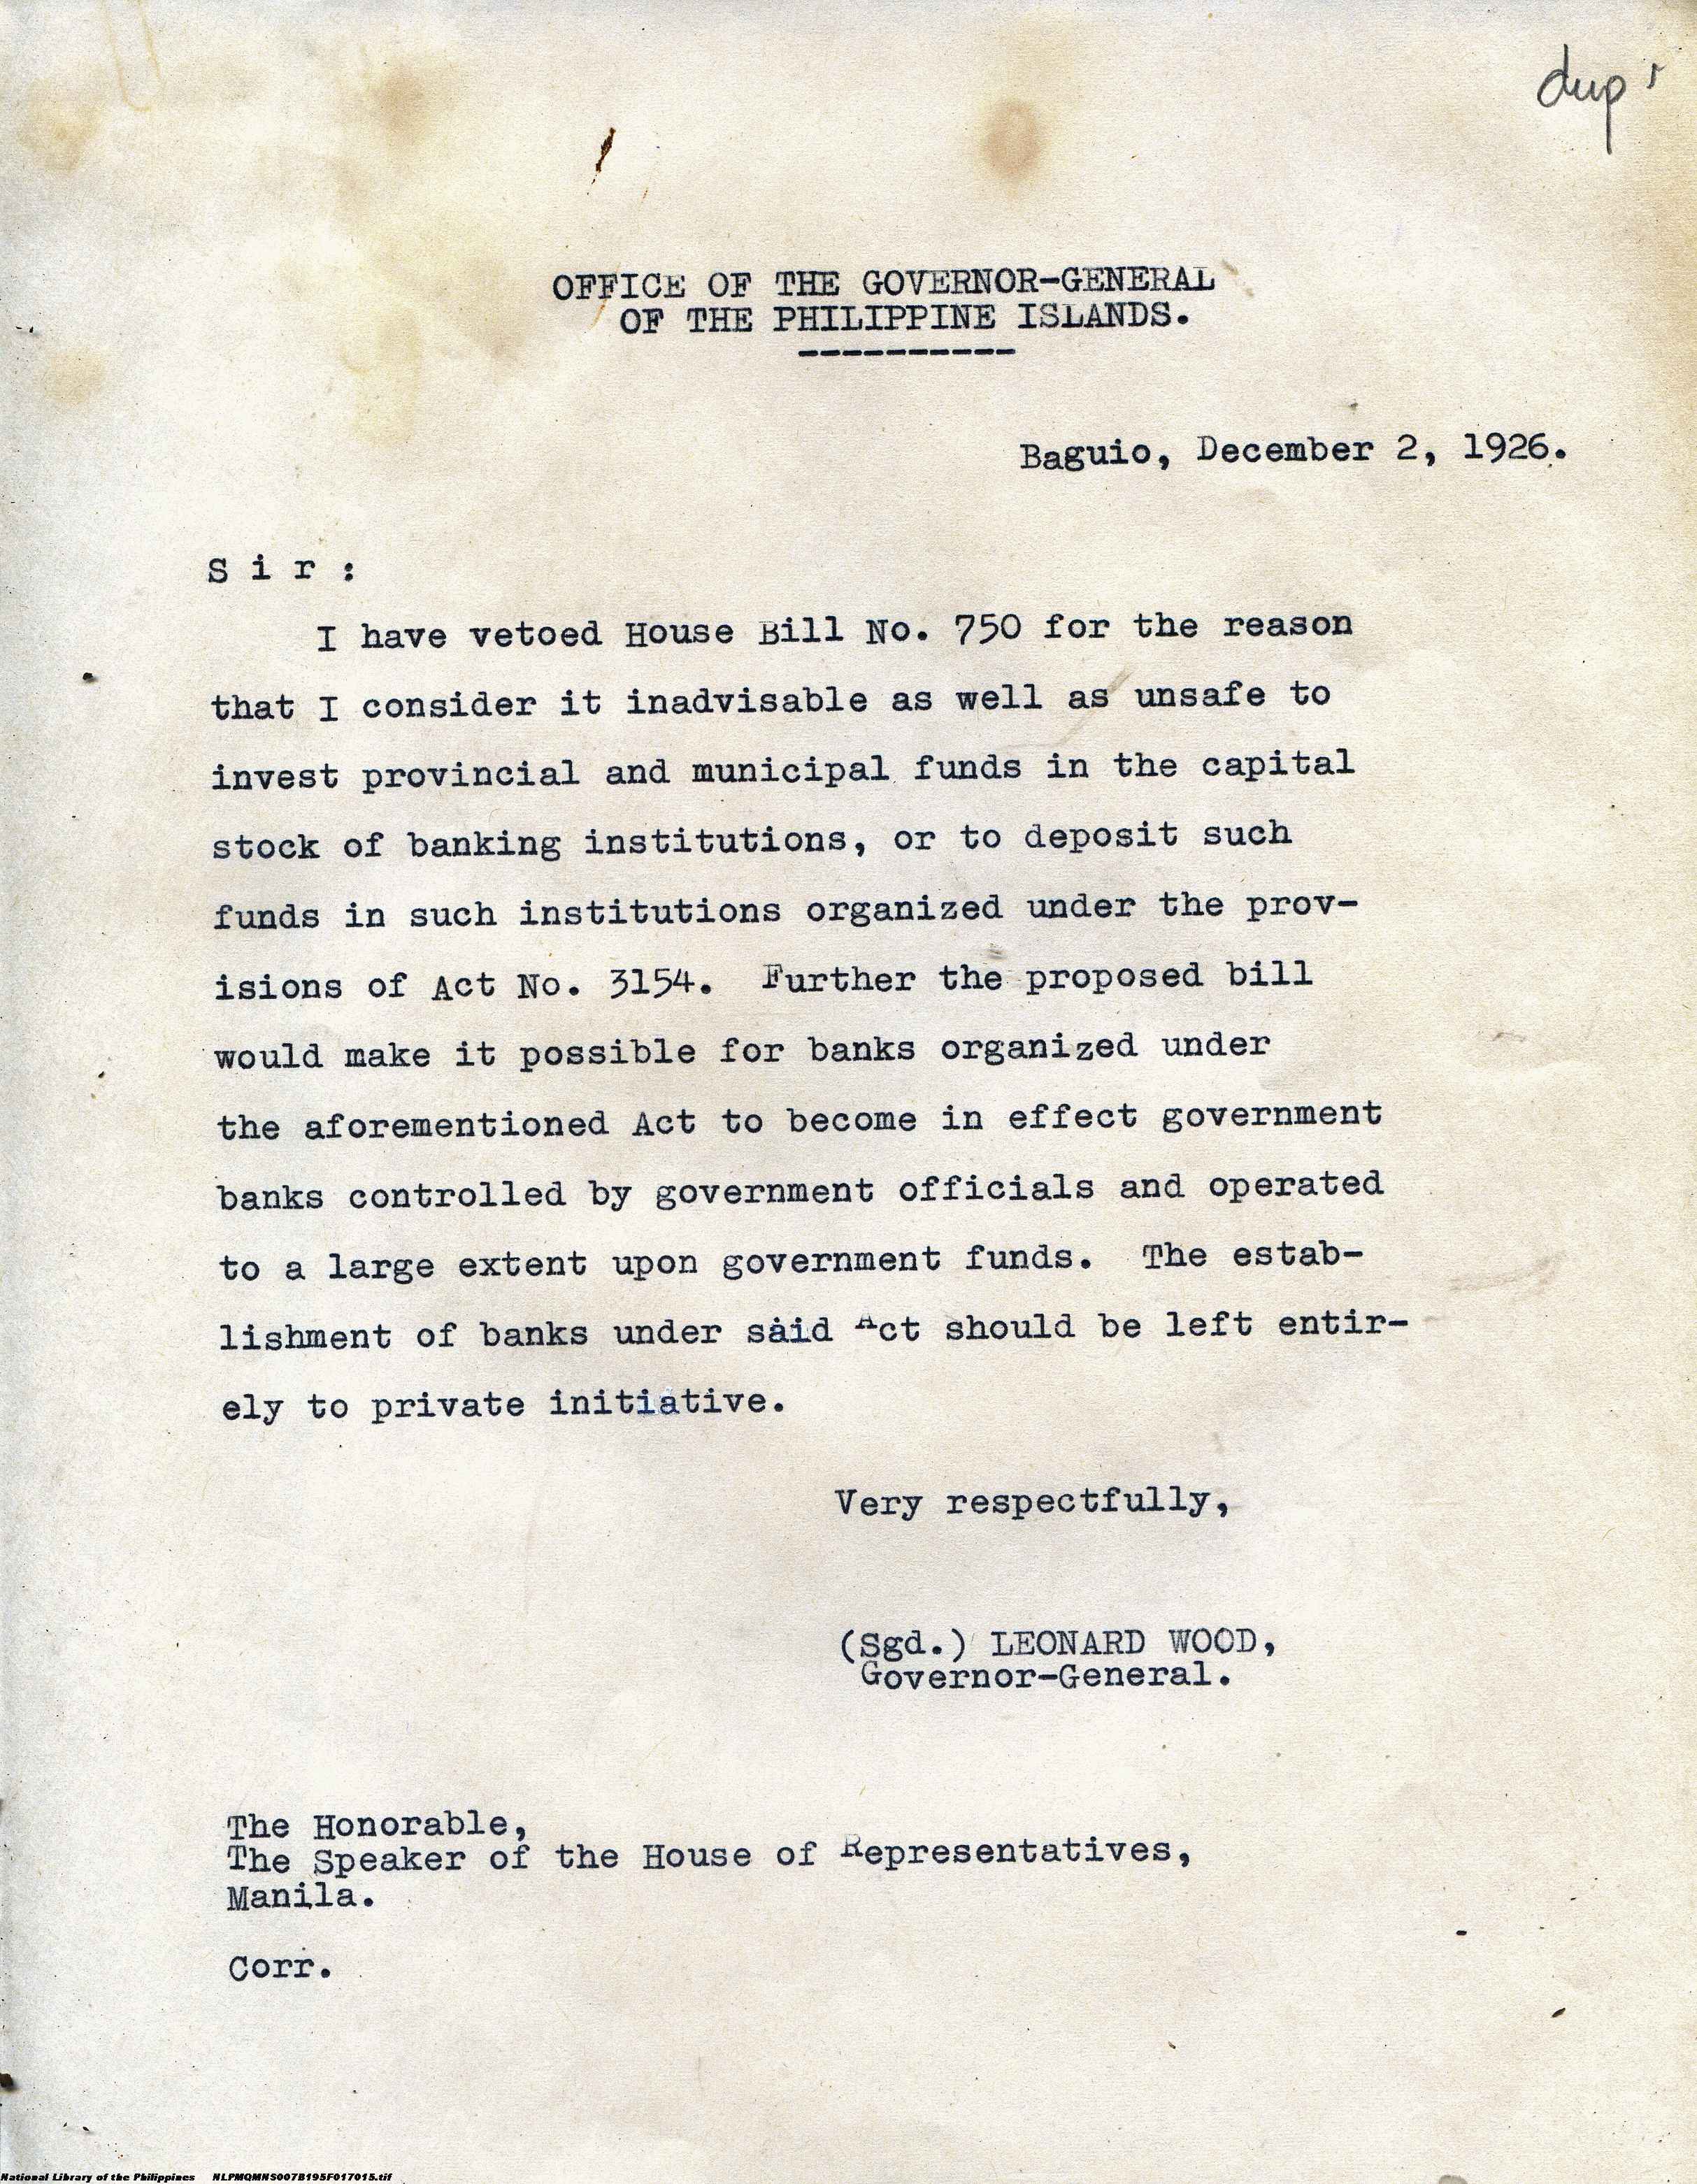 dup
OFFICE OF THE GOVERNOR-GENERAL
OF THE PHILIPPINE ISLANDS.
----------
Baguio, December 2, 1926.
S i r :
I have vetoed House Bill No. 750 for the reason
that I consider it inadvisable as well as unsafe to
invest provincial and municipal funds in the capital
stock of banking institutions, or to deposit such
funds in such institutions organized under the prov-
isions of Act No. 3154. Further the proposed bill
would make it possible for banks organized under
the aforementioned Act to become in effect government
banks controlled by government officials and operated
to a large extent upon government funds. The estab-
lishment of banks under said Act should be left entir-
ely to private initiative.
Very respectfully,
(Sgd.) LEONARD WOOD,
Governor-General.
The Honorable,
The Speaker of the House of Representatives,
Manila.
Corr.
National Library of the Philippines NLPMQMNS007B195F017015.tif